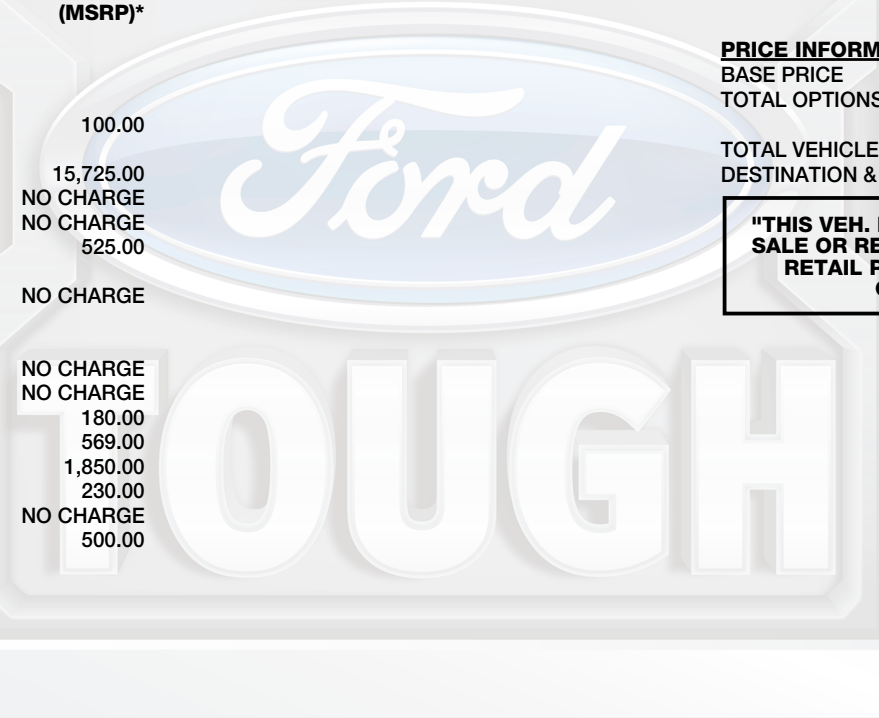 (MSRP)*
100.00
15,725.00
NO CHARGE
NO CHARGE
525.00
NO CHARGE
NO CHARGE
NO CHARGE
180.00
569.00
1,850.00
230.00
NO CHARGE
500.00
PRICE INFORM
BASE PRICE
TOTAL OPTIONS
TOTAL VEHICLE
DESTINATION &
"THIS VEH.
SALE OR RE
RETAIL P
Ford
TOUGH